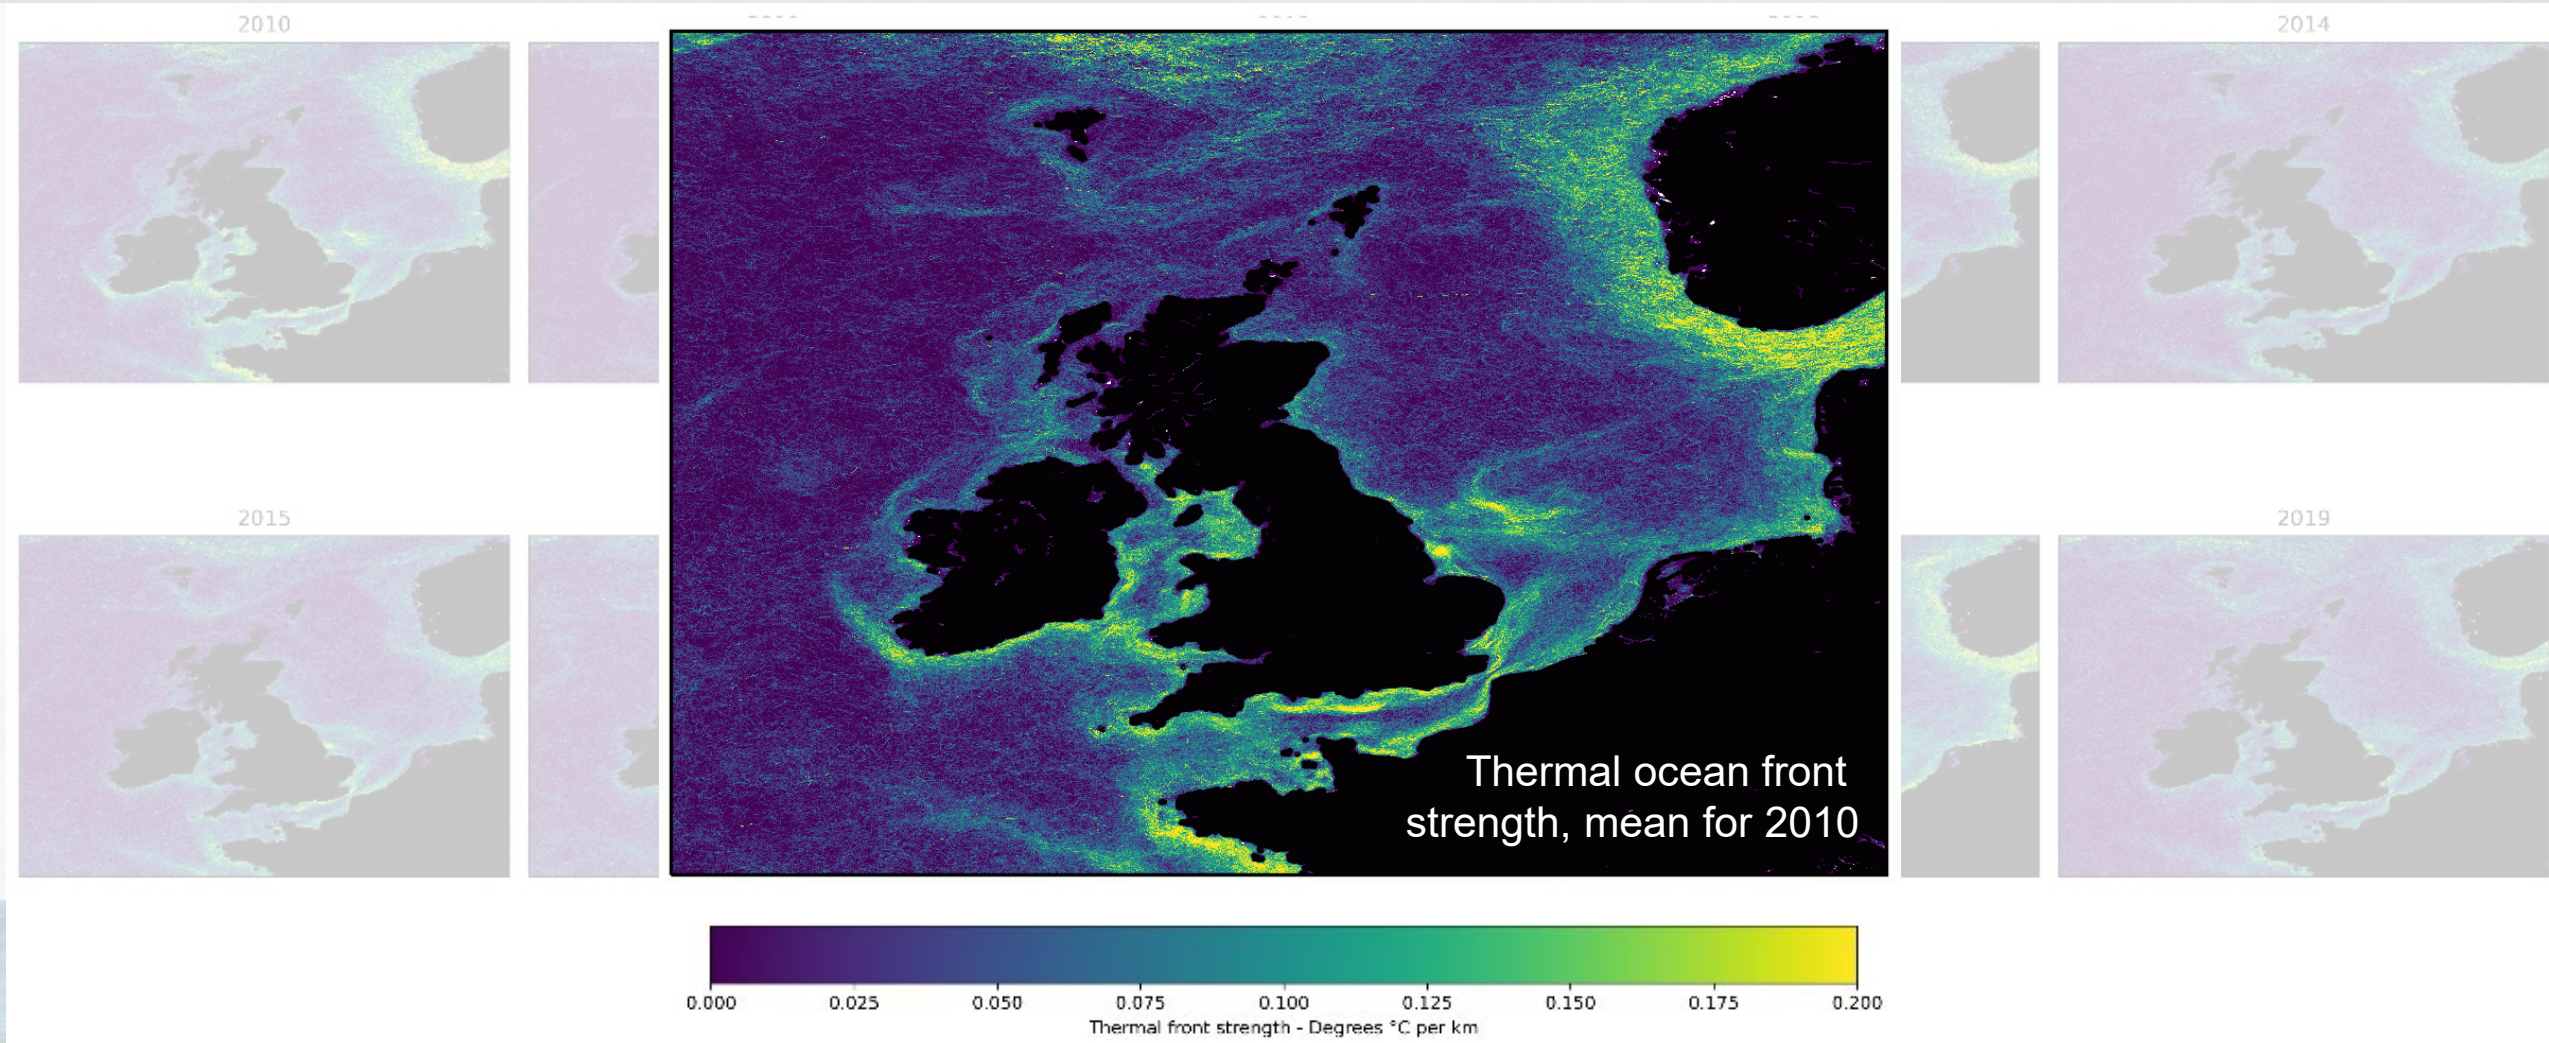 2010
2014
2015
2019
Thermal ocean front
strength, mean for 2010
0.000 0.025 0.050 0.075 0.100 0.125 0.150 0.175 0.200
Thermal front strength - Degrees °C per km